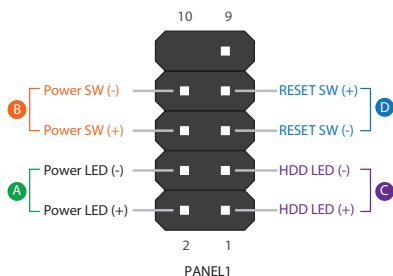 10 9
Power SW (-) RESET SW (+)
B D
Power SW (+) RESET SW (-)
Power LED (-) HDD LED (-)
A C
Power LED (+) HDD LED (+)
2 1
PANEL1